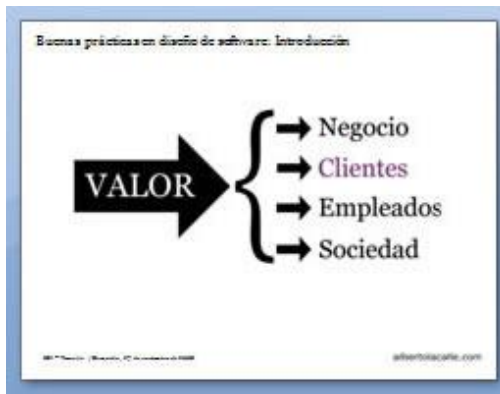 Buenas prácticas en diseño de software: Introducción
VALOR
Negocio
Clientes
Empleados
Sociedad
albertolacalle.com